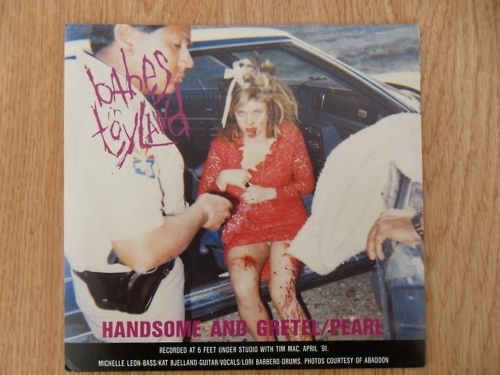 babes
in
toyland
HANDSOME AND GRETEL/PEARL
RECORDED AT 6 FEET UNDER STUDIO WITH TIM MAC. APRIL '91.
MICHELLE LEON-BASS/KAT BJELLAND-GUITAR-VOCALS/LORI BARBERO-DRUMS. PHOTOS COURTESY OF ABADDON